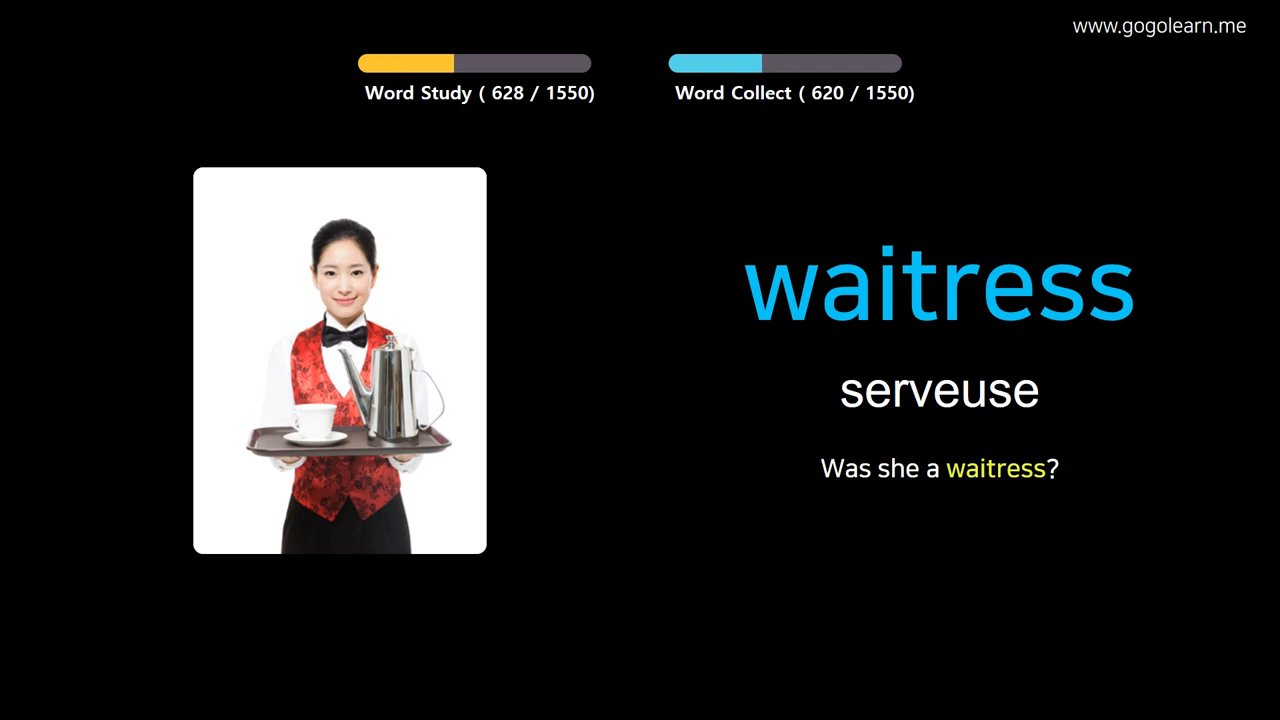 www.gogolearn.me
Word Study ( 628 / 1550)
Word Collect ( 620 / 1550)
waitress
serveuse
Was she a waitress?